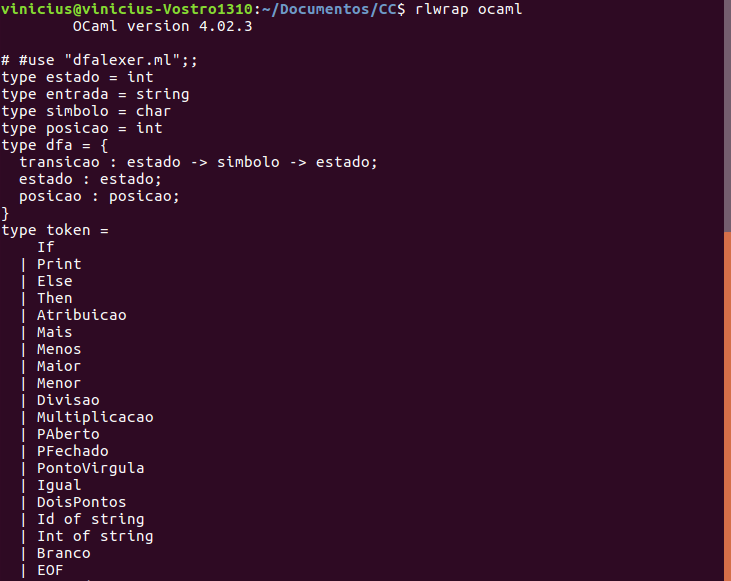 vinicius@vinicius-Vostro1310:~/Documentos/CC$ rlwrap ocaml
        OCaml version 4.02.3

# #use "dfalexer.ml";;
type estado = int
type entrada = string
type simbolo = char
type posicao = int
type dfa = {
  transicao : estado -> simbolo -> estado;
  estado : estado;
  posicao : posicao;
}
type token =
    If
  | Print
  | Else
  | Then
  | Atribuicao
  | Mais
  | Menos
  | Maior
  | Menor
  | Divisao
  | Multiplicacao
  | PAberto
  | PFechado
  | PontoVirgula
  | Igual
  | DoisPontos
  | Id of string
  | Int of string
  | Branco
  | EOF